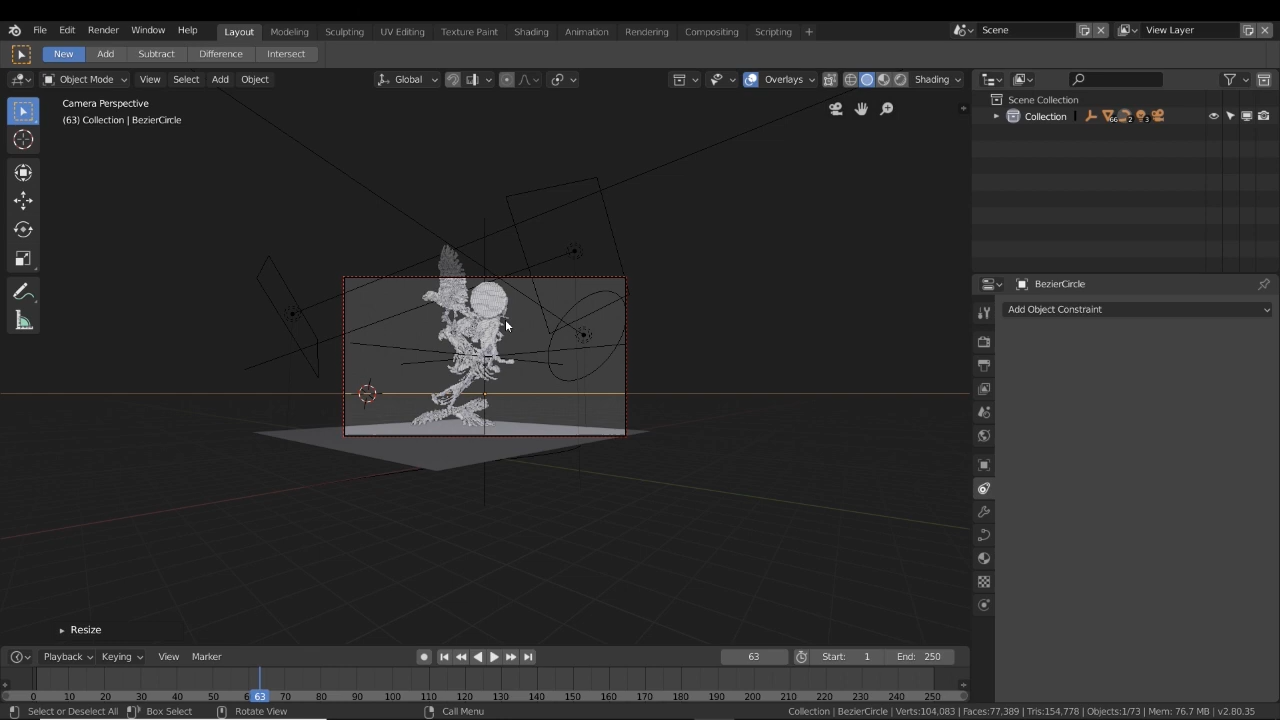 File Edit Render Window Help Layout Modeling Sculpting UV Editing Texture Paint Shading Animation Rendering Compositing Scripting + Scene View Layer
New Add Subtract Difference Intersect
Object Mode View Select Add Object Global Overlays Shading
Camera Perspective
(63) Collection | BezierCircle
Scene Collection
Collection 66 2 3
BezierCircle
Add Object Constraint
Resize
Playback Keying View Marker 63 Start: 1 End: 250
0 10 20 30 40 50 6 63 70 80 90 100 110 120 130 140 150 160 170 180 190 200 210 220 230 240 250
Select or Deselect All Box Select Rotate View Call Menu Collection | BezierCircle | Verts:104,083 | Faces:77,389 | Tris:154,778 | Objects:1/73 | Mem: 76.7 MB | v2.80.35